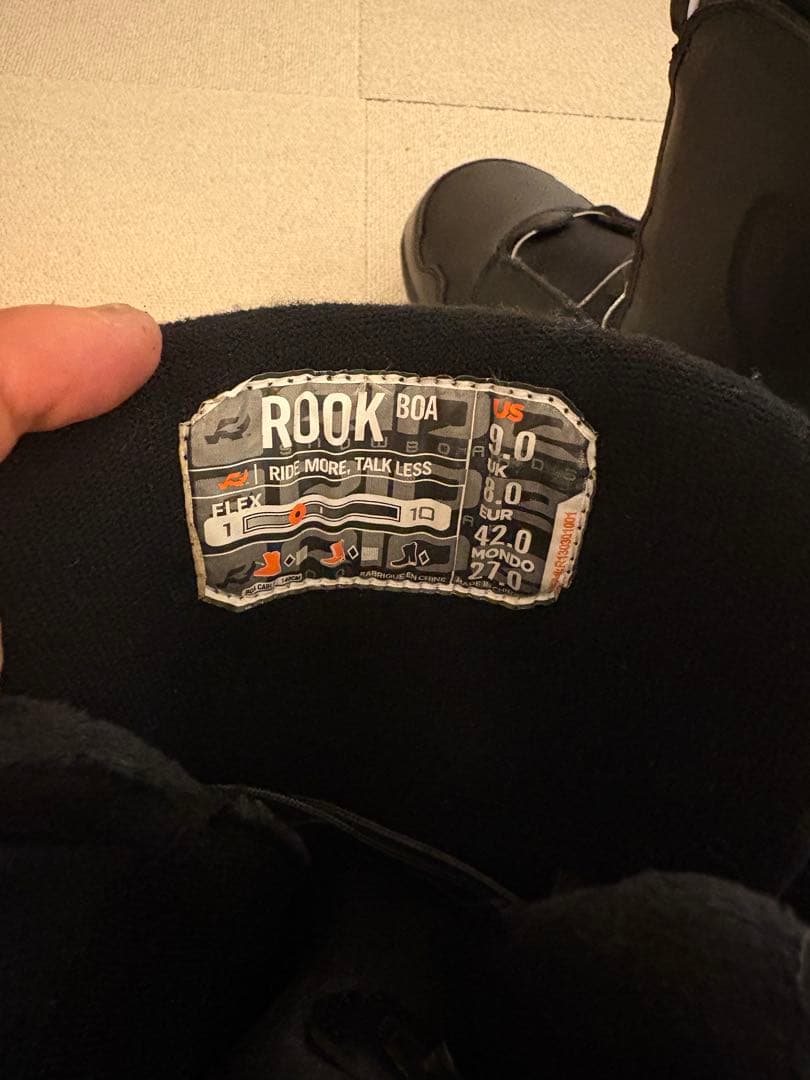 ROOK BOA
RIDE MORE, TALK LESS
FLEX
1 10
FABRIQUE EN CHINE
US
9.0
UK
8.0
EUR
42.0
MONDO
27.0